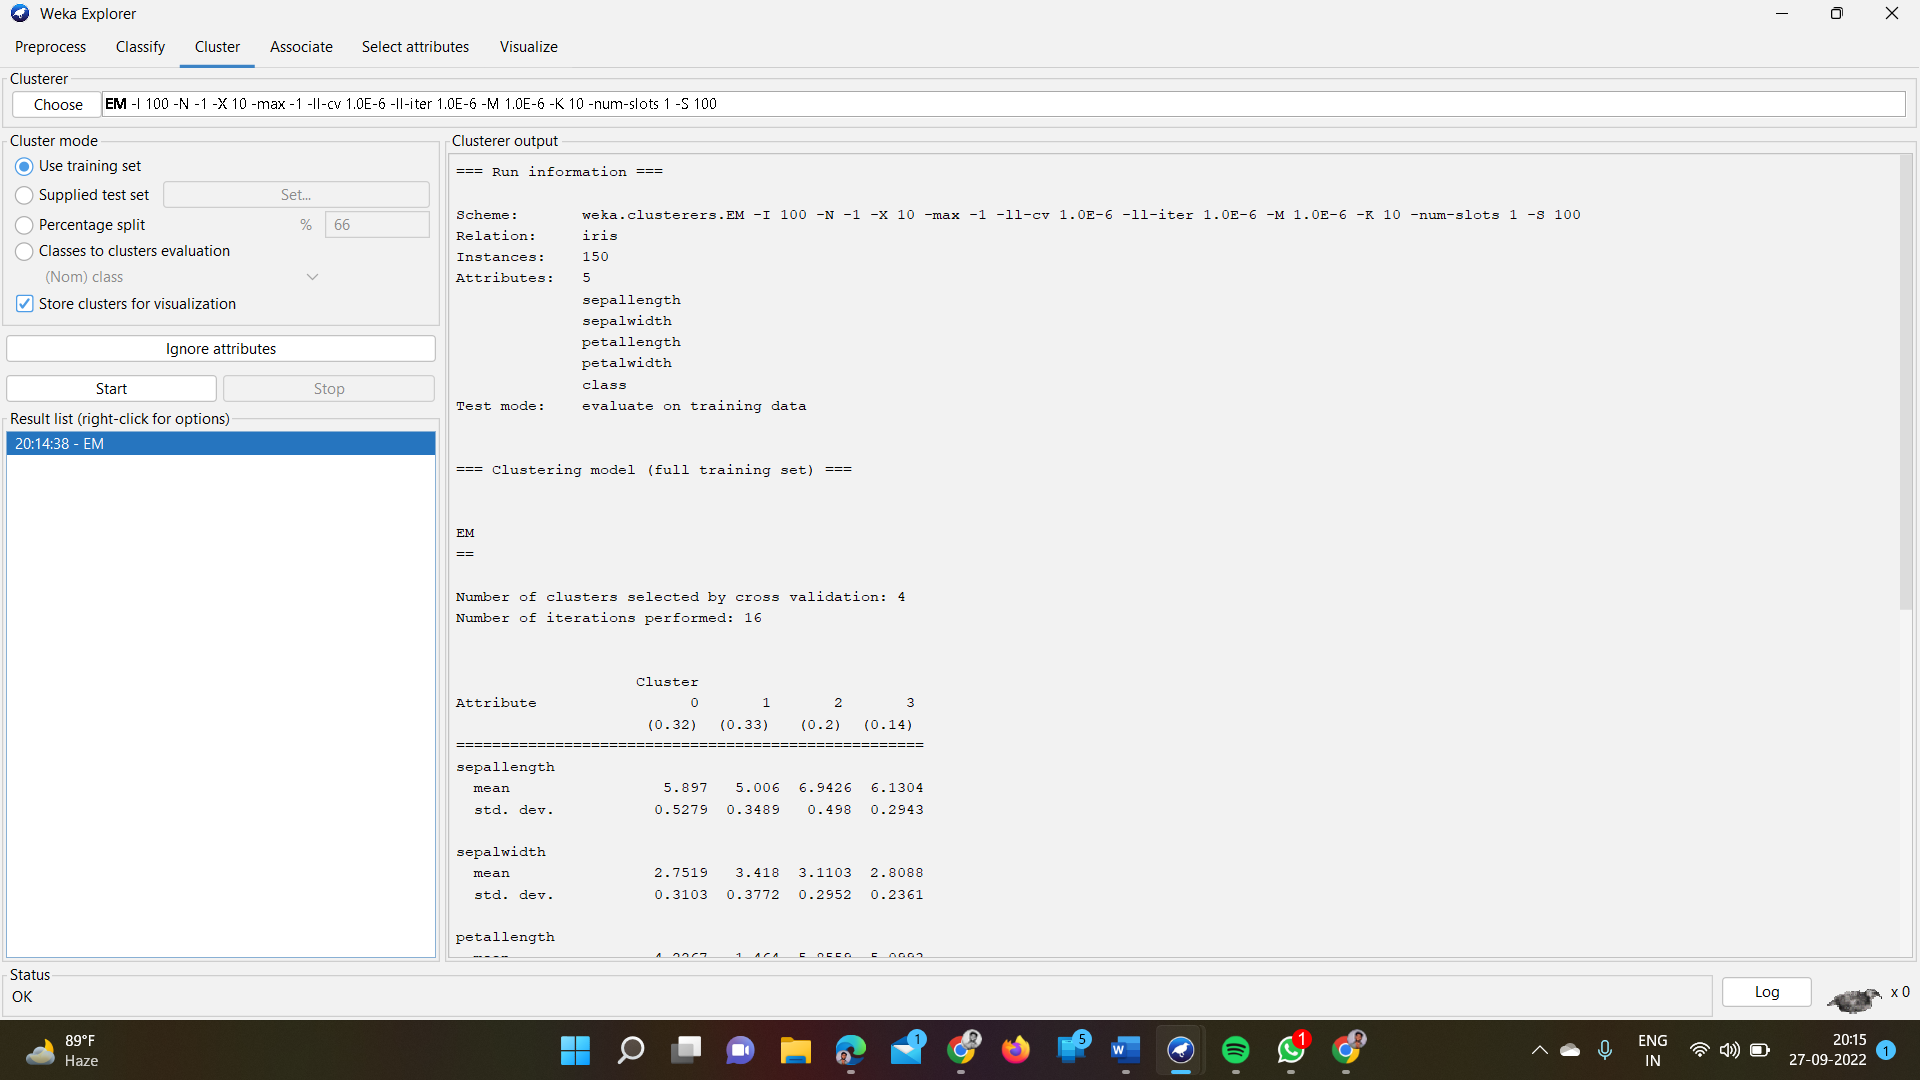 Weka Explorer
Preprocess Classify Cluster Associate Select attributes Visualize
Clusterer
Choose EM -I 100 -N -1 -X 10 -max -1 -ll-cv 1.0E-6 -ll-iter 1.0E-6 -M 1.0E-6 -K 10 -num-slots 1 -S 100
Cluster mode
Use training set
Supplied test set Set...
Percentage split % 66
Classes to clusters evaluation
(Nom) class
Store clusters for visualization
Ignore attributes
Start Stop
Result list (right-click for options)
20:14:38 - EM
Clusterer output
=== Run information ===
Scheme: weka.clusterers.EM -I 100 -N -1 -X 10 -max -1 -ll-cv 1.0E-6 -ll-iter 1.0E-6 -M 1.0E-6 -K 10 -num-slots 1 -S 100
Relation: iris
Instances: 150
Attributes: 5
sepallength
sepalwidth
petallength
petalwidth
class
Test mode: evaluate on training data
=== Clustering model (full training set) ===
EM
==
Number of clusters selected by cross validation: 4
Number of iterations performed: 16
Cluster
Attribute 0 1 2 3
(0.32) (0.33) (0.2) (0.14)
====================================================
sepallength
mean 5.897 5.006 6.9426 6.1304
std. dev. 0.5279 0.3489 0.498 0.2943
sepalwidth
mean 2.7519 3.418 3.1103 2.8088
std. dev. 0.3103 0.3772 0.2952 0.2361
petallength
Status
OK
Log x 0
89°F
Haze
1
5
W
1
ENG
IN
20:15
27-09-2022
1